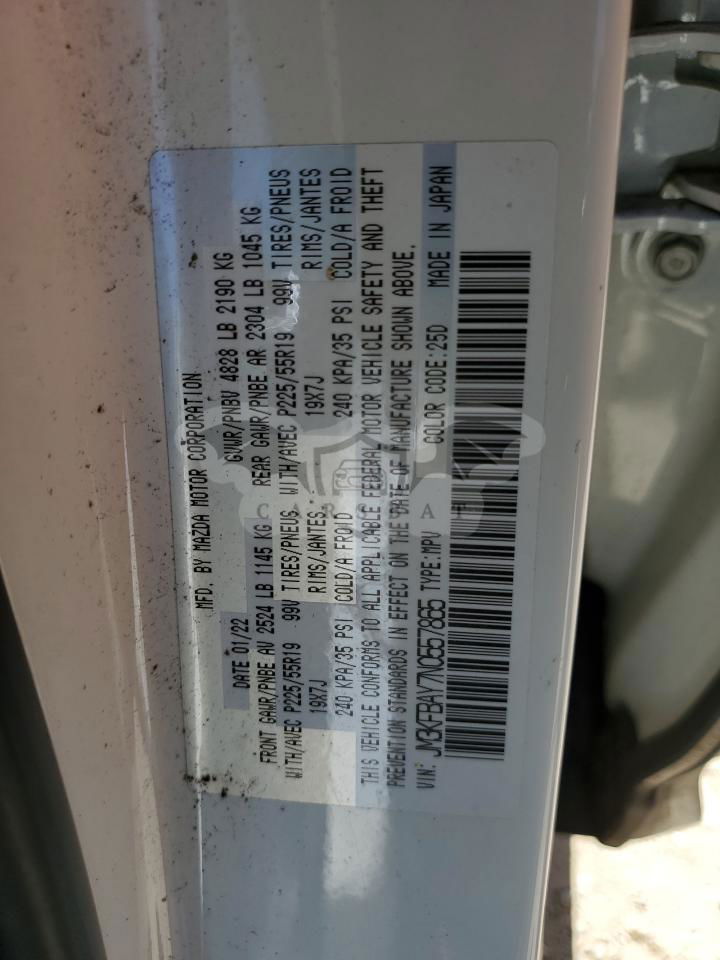 MFD. BY MAZDA MOTOR CORPORATION
DATE 01/22 GVWR/PNBV 4828 LB 2190 KG
FRONT GAWR/PNBE AV 2524 LB 1145 KG REAR GAWR/PNBE AR 2304 LB 1045 KG
WITH/AVEC P225/55R19 99V TIRES/PNEUS WITH/AVEC P225/55R19 99V TIRES/PNEUS
19X7J RIMS/JANTES, 19X7J RIMS/JANTES
240 KPA/35 PSI COLD/A FROID 240 KPA/35 PSI COLD/A FROID
THIS VEHICLE CONFORMS TO ALL APPLICABLE FEDERAL MOTOR VEHICLE SAFETY AND THEFT
PREVENTION STANDARDS IN EFFECT ON THE DATE OF MANUFACTURE SHOWN ABOVE.
VIN: JM3KFBAY7N0557865 TYPE:MPV COLOR CODE:25D MADE IN JAPAN